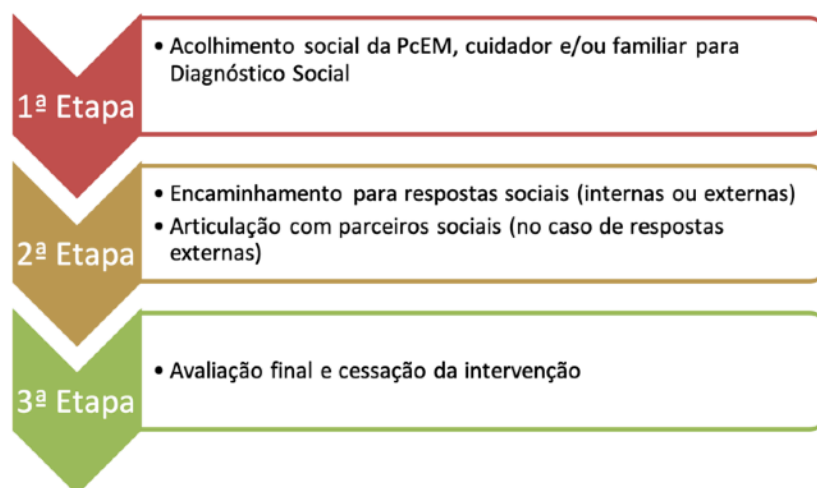 1ª Etapa
• Acolhimento social da PcEM, cuidador e/ou familiar para
Diagnóstico Social
2ª Etapa
• Encaminhamento para respostas sociais (internas ou externas)
• Articulação com parceiros sociais (no caso de respostas
externas)
3ª Etapa
• Avaliação final e cessação da intervenção